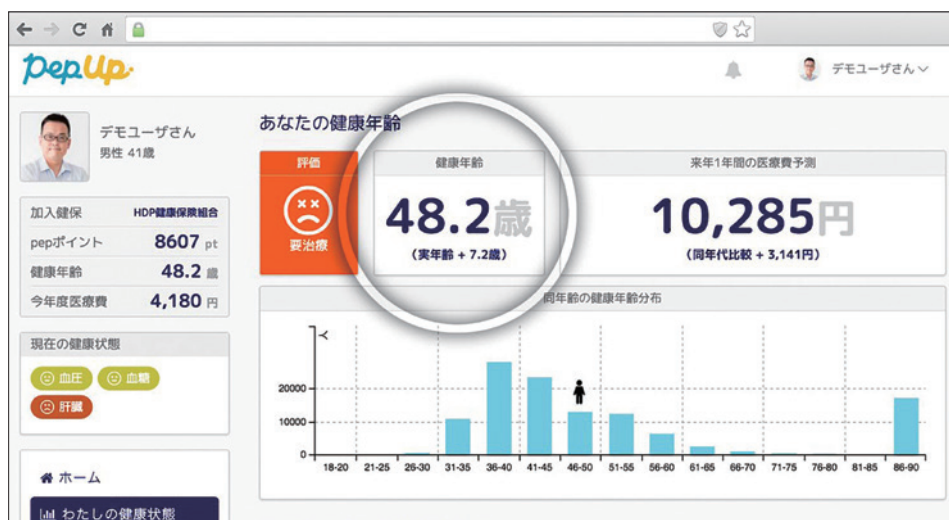 PepUp
デモユーザさん
デモユーザさん
男性 41歳
加入健保 HDP健康保険組合
pepポイント 8607 pt
健康年齢 48.2 歳
今年度医療費 4,180 円
現在の健康状態
血圧 血糖
肝臓
ホーム
わたしの健康状態
あなたの健康年齢
評価
要治療
健康年齢
48.2歳
(実年齢 + 7.2歳)
来年1年間の医療費予測
10,285円
(同年代比較 + 3,141円)
同年齢の健康年齢分布
人
20000
10000
0
18-20 21-25 26-30 31-35 36-40 41-45 46-50 51-55 56-60 61-65 66-70 71-75 76-80 81-85 86-90